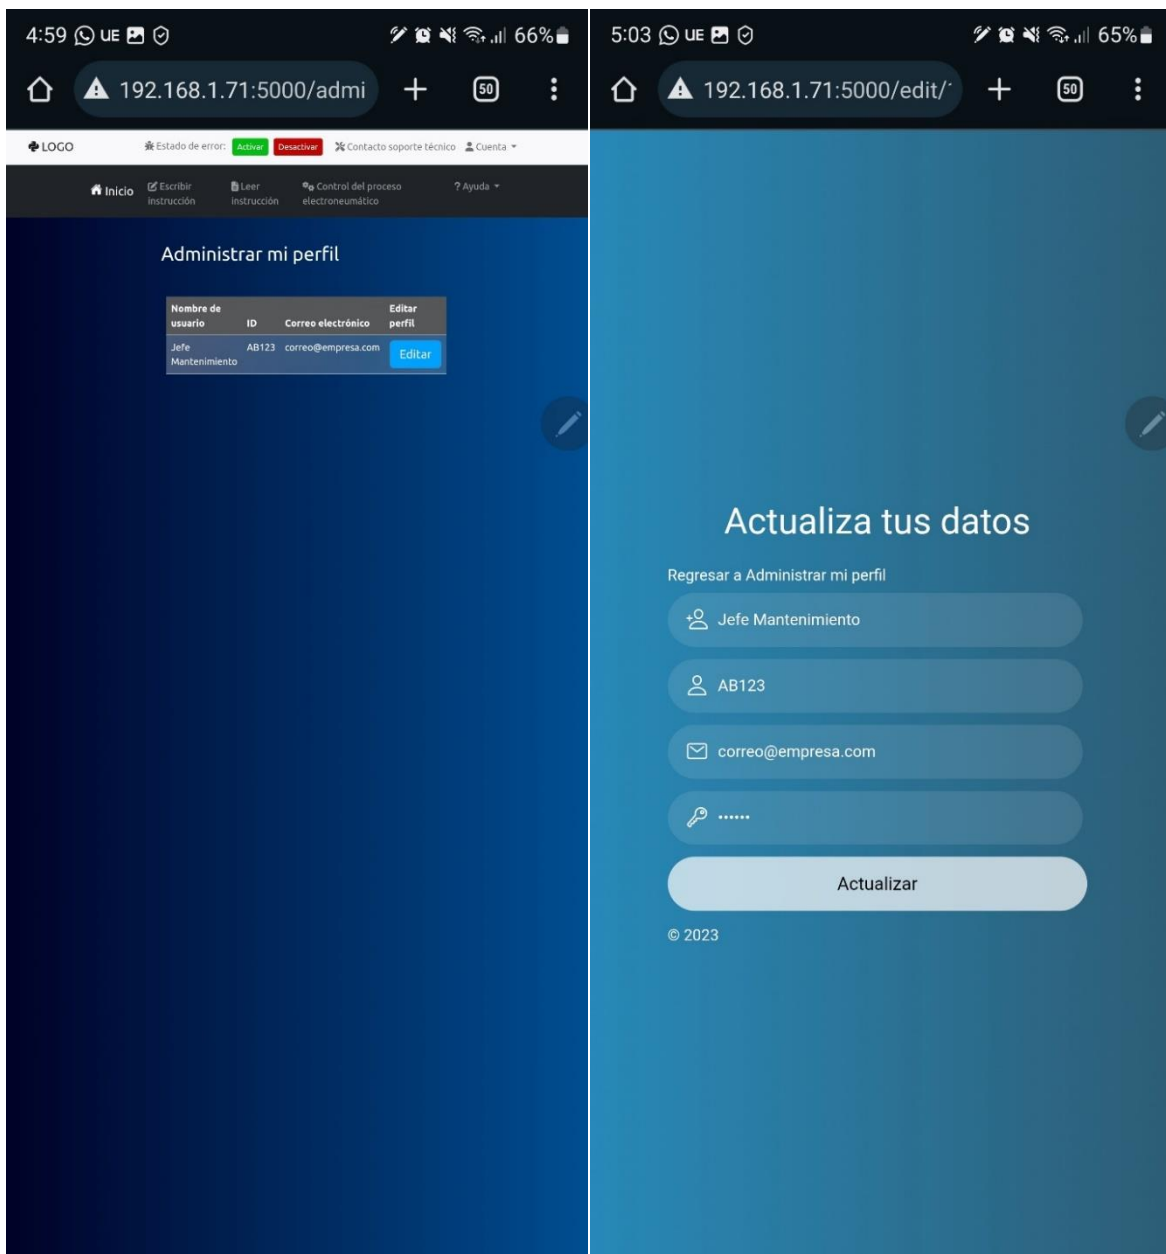 4:59 UE 66%
192.168.1.71:5000/admi 50
LOGO Estado de error: Activar Desactivar Contacto soporte técnico Cuenta
Inicio Escribir instrucción Leer instrucción Control del proceso electroneumático ? Ayuda
Administrar mi perfil
Nombre de usuario ID Correo electrónico Editar perfil
Jefe Mantenimiento AB123 correo@empresa.com Editar
5:03 UE 65%
192.168.1.71:5000/edit/ 50
Actualiza tus datos
Regresar a Administrar mi perfil
Jefe Mantenimiento
AB123
correo@empresa.com
••••••
Actualizar
© 2023